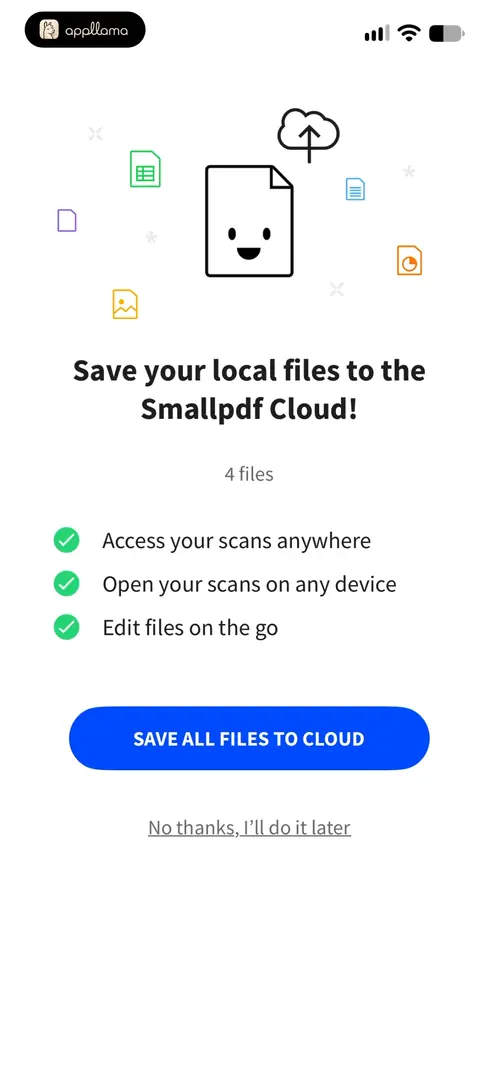 appllama
Save your local files to the
Smallpdf Cloud!
4 files
Access your scans anywhere
Open your scans on any device
Edit files on the go
SAVE ALL FILES TO CLOUD
No thanks, I’ll do it later